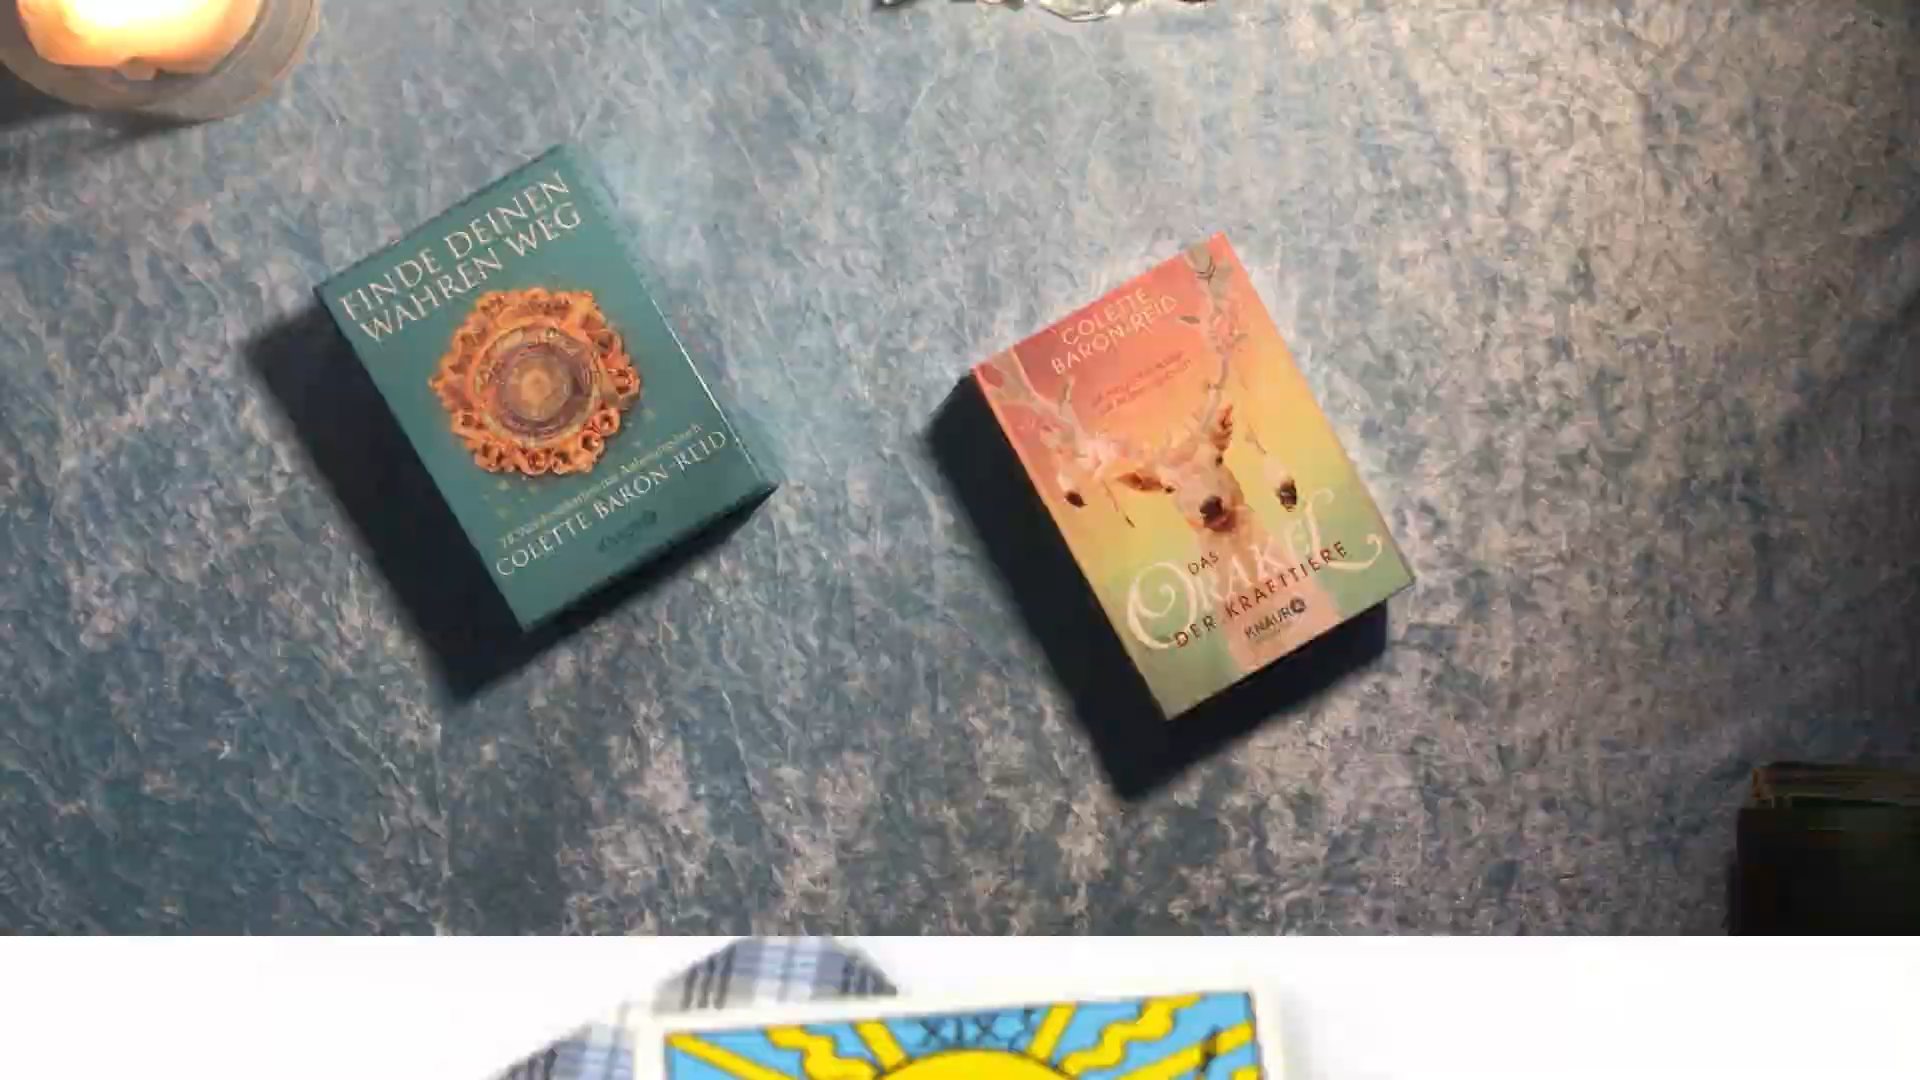 FINDE DEINEN
WAHREN WEG
COLETTE BARON-REID
COLETTE
BARON-REID
DAS
ORAKEL
DER KRAFTTIERE
KNAUR
XIX